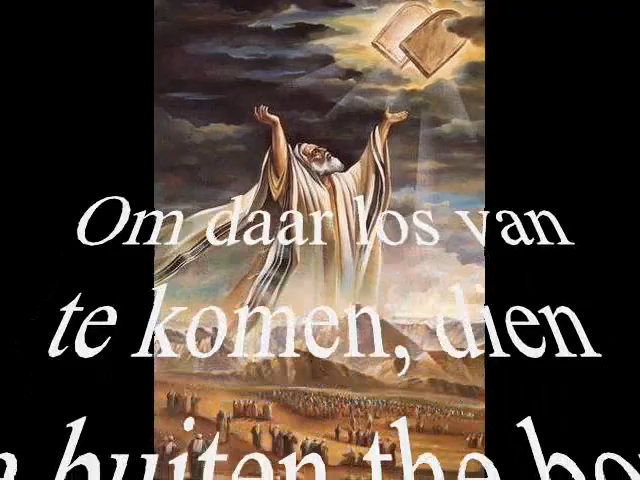 Om daar los van
te komen, dien
buiten the